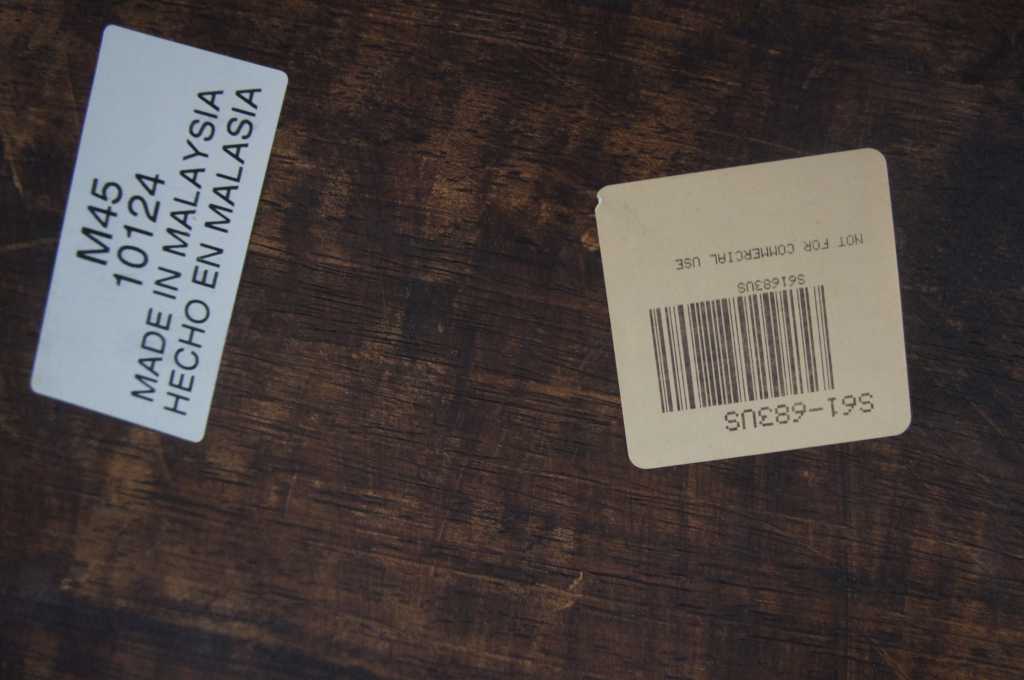 M45
10124
MADE IN MALAYSIA
HECHO EN MALASIA
S61-683US
S61683US
NOT FOR COMMERCIAL USE